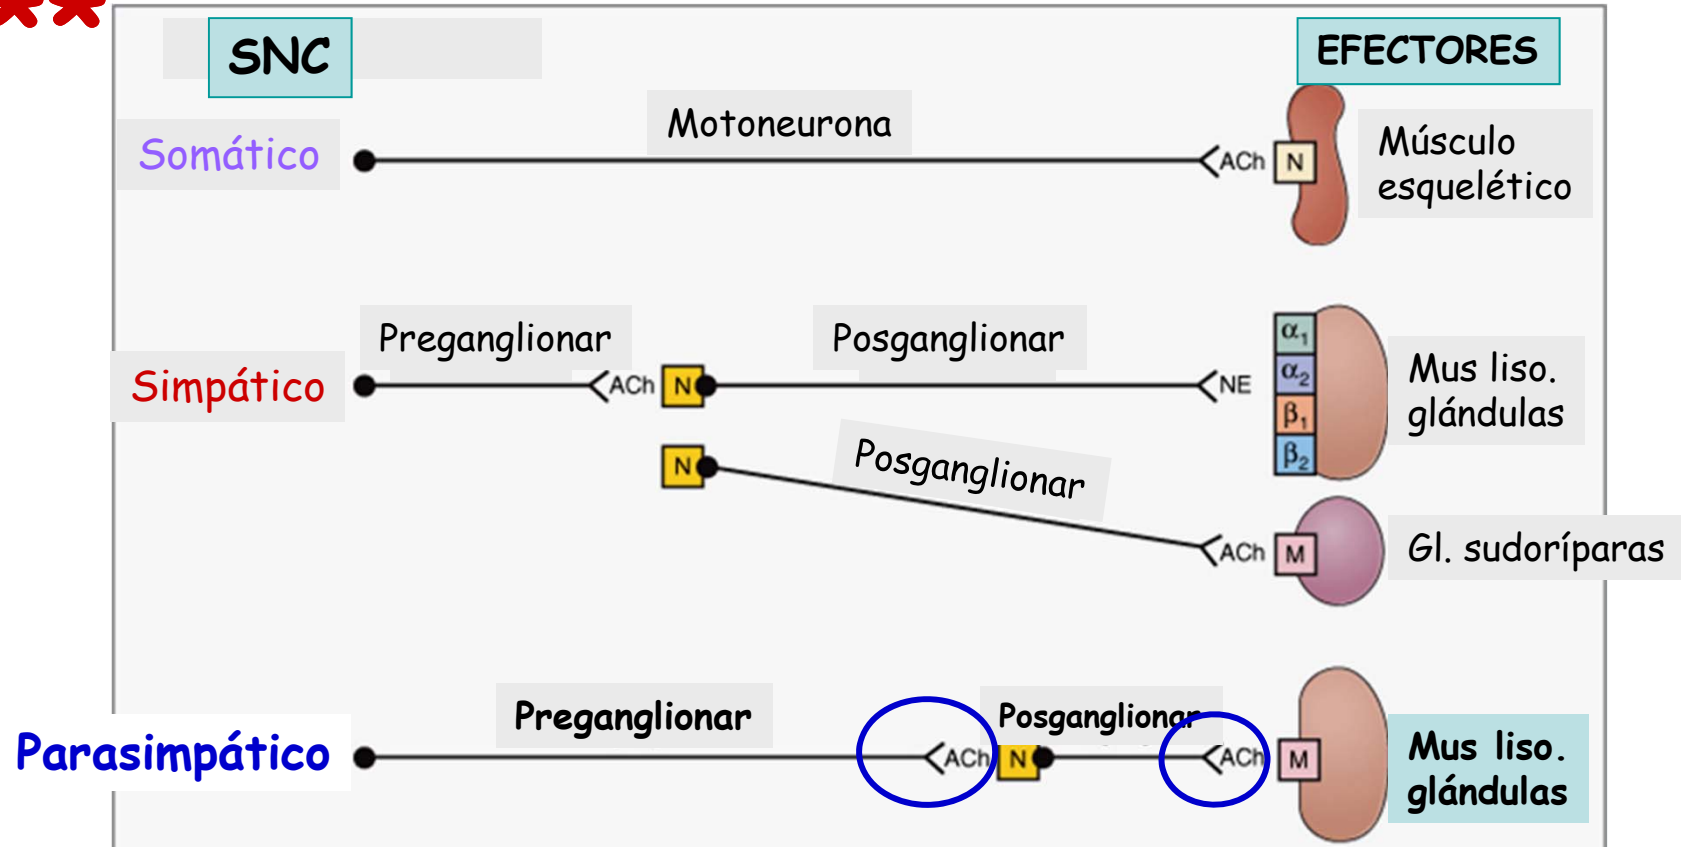 SNC
EFECTORES
Motoneurona
Somático
ACh
N
Músculo
esquelético
Preganglionar
Posganglionar
Simpático
ACh
N
NE
α1
α2
β1
β2
Mus liso.
glándulas
N
Posganglionar
ACh
M
Gl. sudoríparas
Preganglionar
Posganglionar
Parasimpático
ACh
N
ACh
M
Mus liso.
glándulas